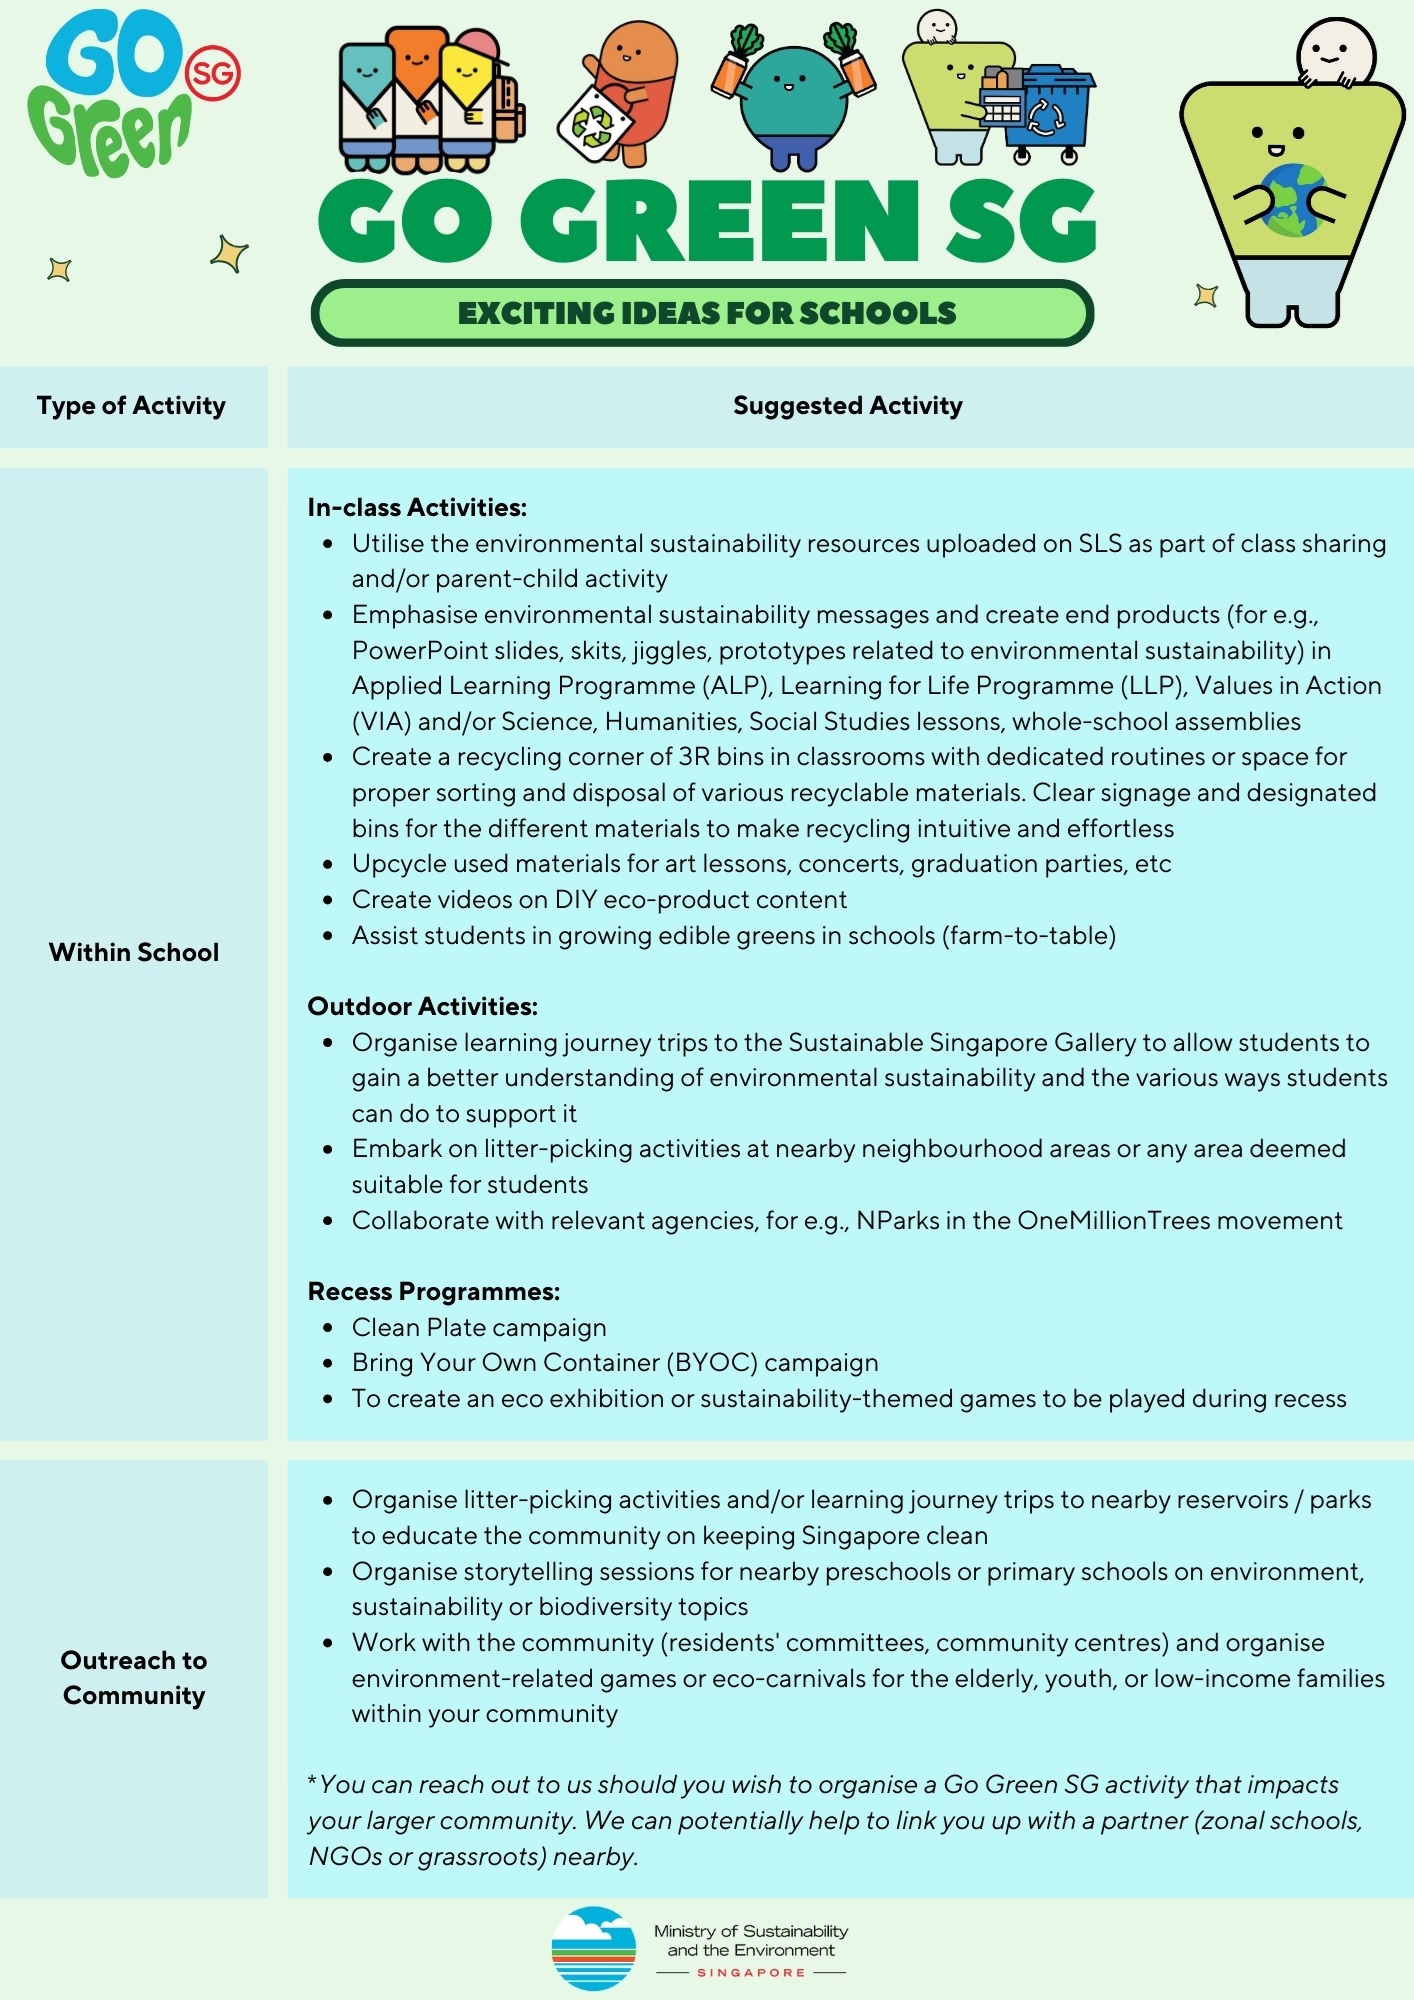 GO
Green
SG
GO GREEN SG
EXCITING IDEAS FOR SCHOOLS
Type of Activity
Suggested Activity
Within School
In-class Activities:
• Utilise the environmental sustainability resources uploaded on SLS as part of class sharing
and/or parent-child activity
• Emphasise environmental sustainability messages and create end products (for e.g.,
PowerPoint slides, skits, jiggles, prototypes related to environmental sustainability) in
Applied Learning Programme (ALP), Learning for Life Programme (LLP), Values in Action
(VIA) and/or Science, Humanities, Social Studies lessons, whole-school assemblies
• Create a recycling corner of 3R bins in classrooms with dedicated routines or space for
proper sorting and disposal of various recyclable materials. Clear signage and designated
bins for the different materials to make recycling intuitive and effortless
• Upcycle used materials for art lessons, concerts, graduation parties, etc
• Create videos on DIY eco-product content
• Assist students in growing edible greens in schools (farm-to-table)
Outdoor Activities:
• Organise learning journey trips to the Sustainable Singapore Gallery to allow students to
gain a better understanding of environmental sustainability and the various ways students
can do to support it
• Embark on litter-picking activities at nearby neighbourhood areas or any area deemed
suitable for students
• Collaborate with relevant agencies, for e.g., NParks in the OneMillionTrees movement
Recess Programmes:
• Clean Plate campaign
• Bring Your Own Container (BYOC) campaign
• To create an eco exhibition or sustainability-themed games to be played during recess
Outreach to
Community
• Organise litter-picking activities and/or learning journey trips to nearby reservoirs / parks
to educate the community on keeping Singapore clean
• Organise storytelling sessions for nearby preschools or primary schools on environment,
sustainability or biodiversity topics
• Work with the community (residents' committees, community centres) and organise
environment-related games or eco-carnivals for the elderly, youth, or low-income families
within your community
*You can reach out to us should you wish to organise a Go Green SG activity that impacts
your larger community. We can potentially help to link you up with a partner (zonal schools,
NGOs or grassroots) nearby.
Ministry of Sustainability
and the Environment
SINGAPORE